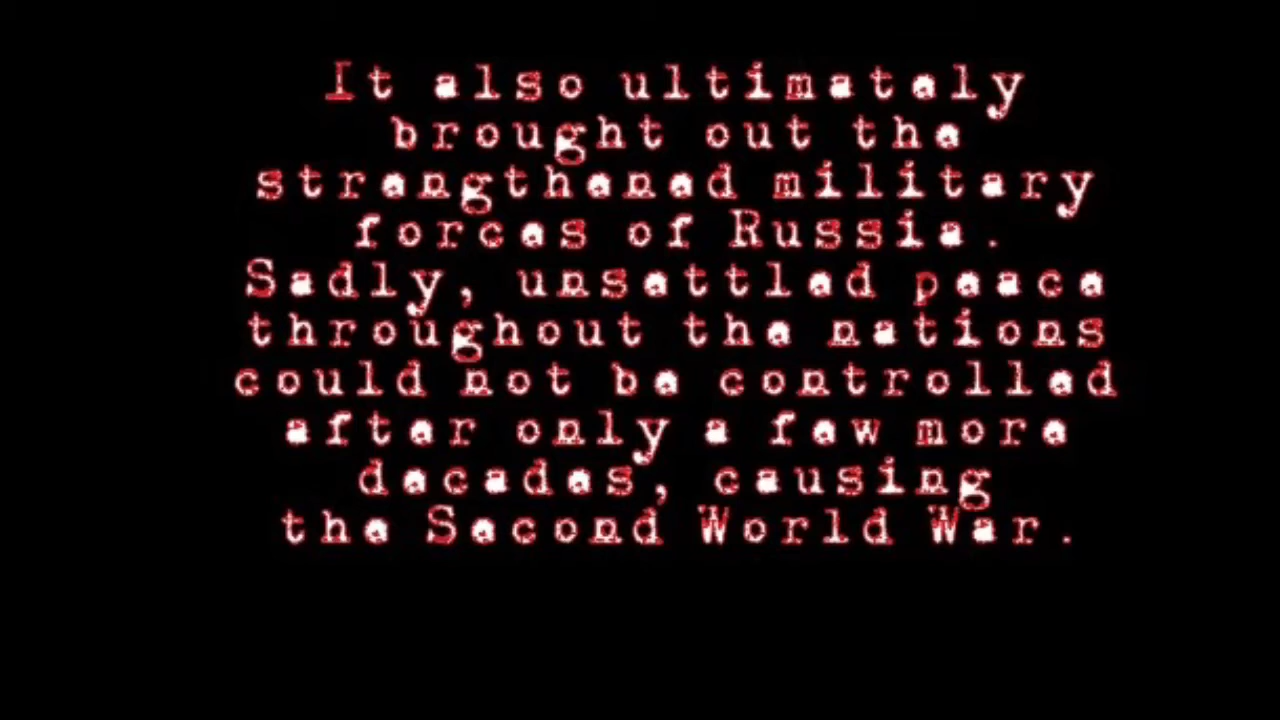 It also ultimately
brought out the
strengthened military
forces of Russia.
Sadly, unsettled peace
throughout the nations
could not be controlled
after only a few more
decades, causing
the Second World War.